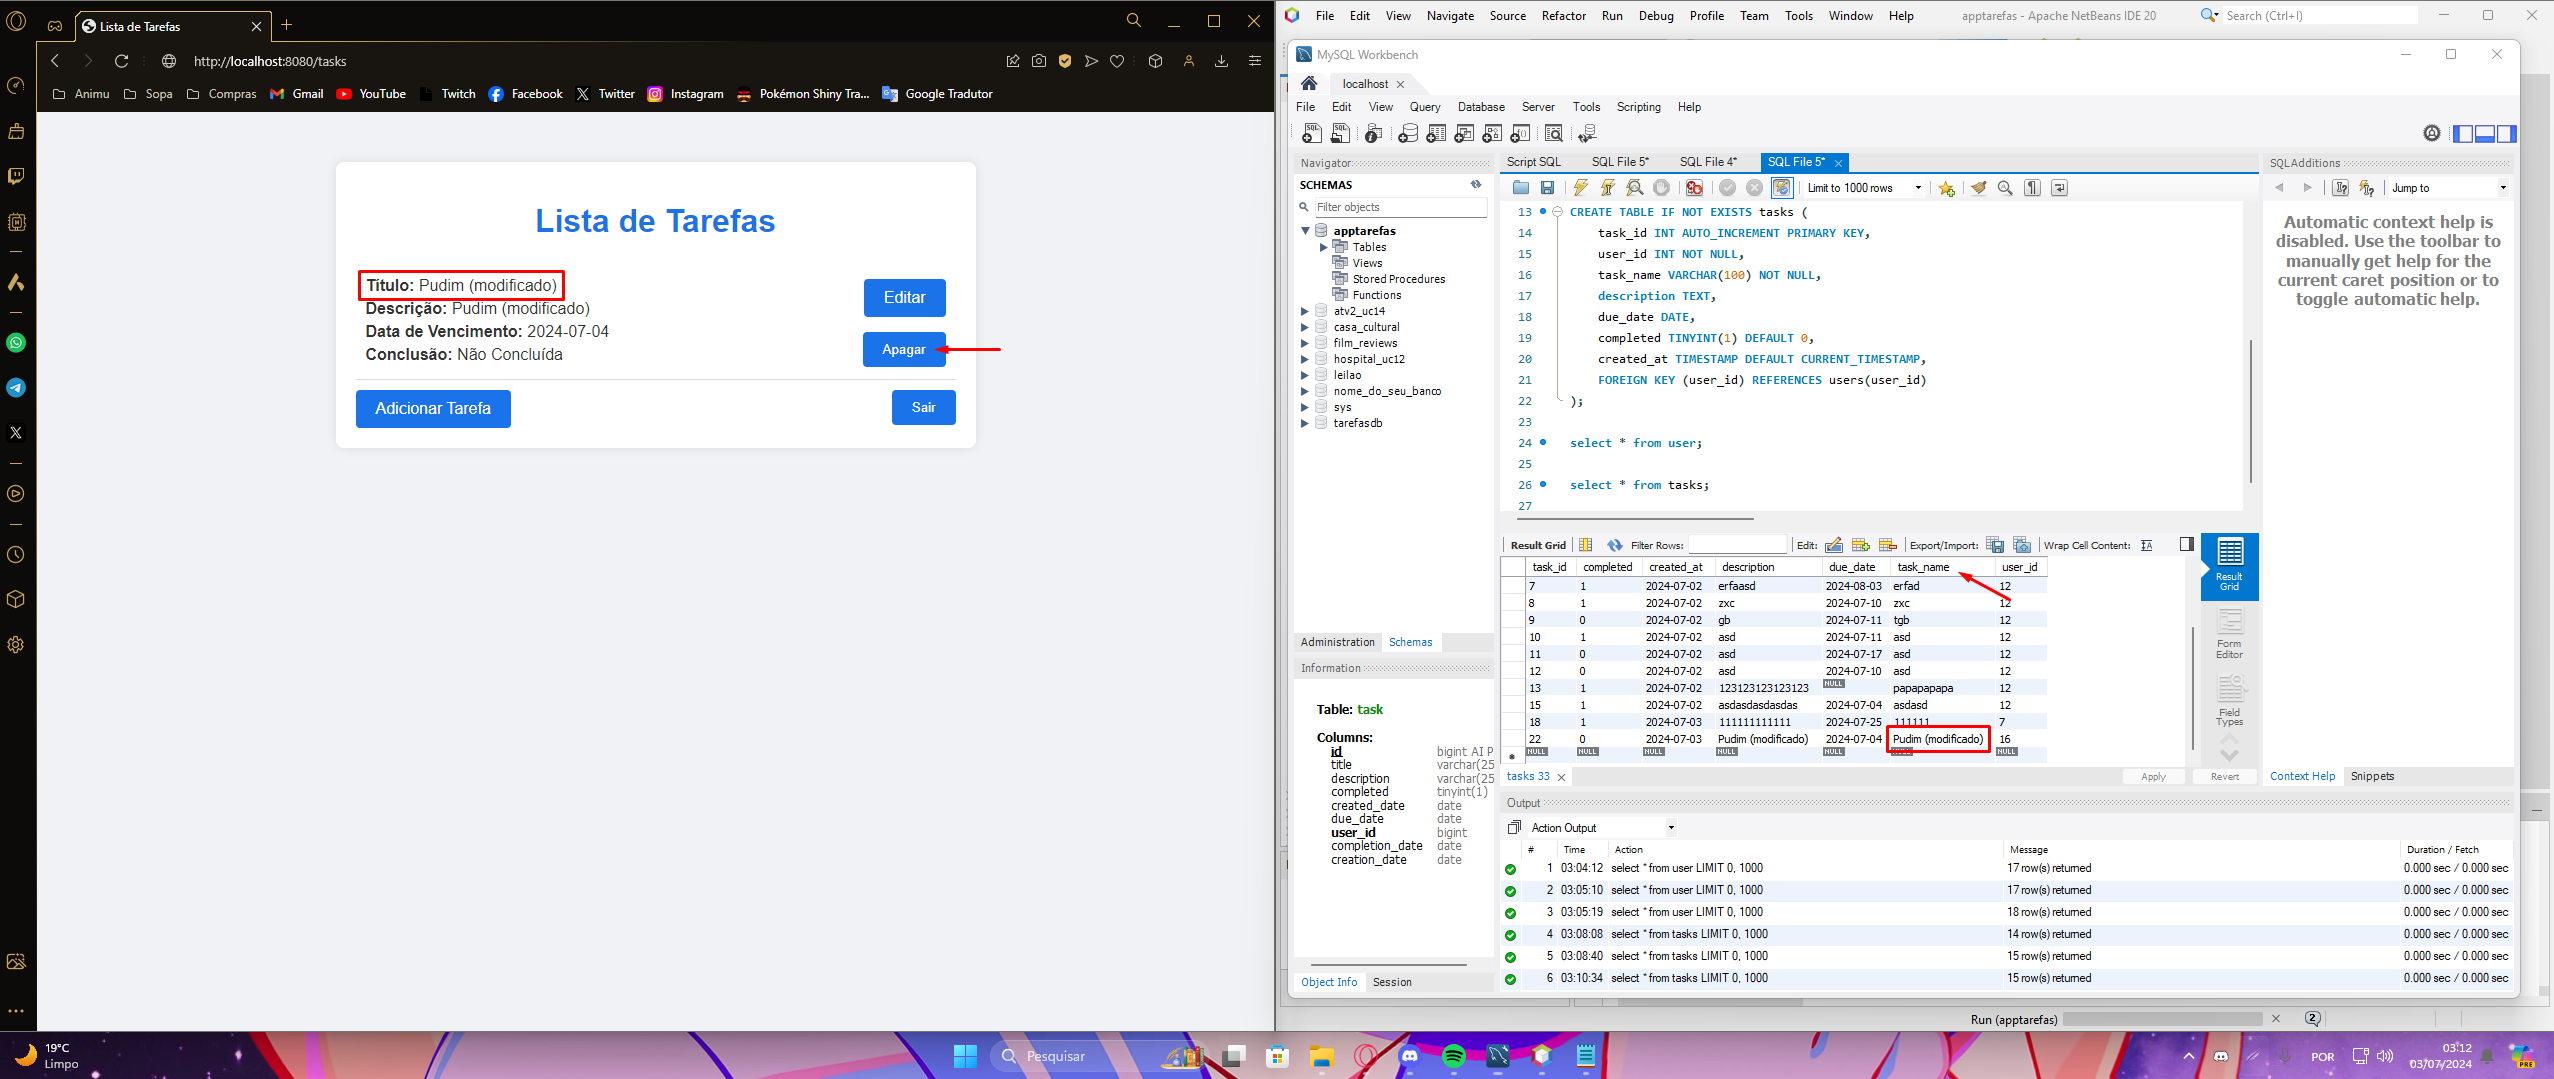 Lista de Tarefas
http://localhost:8080/tasks
Animu
Sopa
Compras
Gmail
YouTube
Twitch
Facebook
Twitter
Instagram
Pokémon Shiny Tra...
Google Tradutor
Lista de Tarefas
Título: Pudim (modificado)
Descrição: Pudim (modificado)
Data de Vencimento: 2024-07-04
Conclusão: Não Concluída
Editar
Apagar
Adicionar Tarefa
Sair
File Edit View Navigate Source Refactor Run Debug Profile Team Tools Window Help
apptarefas - Apache NetBeans IDE 20
Search (Ctrl+I)
MySQL Workbench
localhost
File Edit View Query Database Server Tools Scripting Help
Navigator
SCHEMAS
Filter objects
apptarefas
Tables
Views
Stored Procedures
Functions
atv2_uc14
casa_cultural
film_reviews
hospital_uc12
leilao
nome_do_seu_banco
sys
tarefasdb
Administration Schemas
Information
Table: task
Columns:
id bigint AI P
title varchar(25
description varchar(25
completed tinyint(1)
created_date date
due_date date
user_id bigint
completion_date date
creation_date date
Object Info Session
Script SQL
SQL File 5*
SQL File 4*
SQL File 5*
Limit to 1000 rows
13 CREATE TABLE IF NOT EXISTS tasks (
14 task_id INT AUTO_INCREMENT PRIMARY KEY,
15 user_id INT NOT NULL,
16 task_name VARCHAR(100) NOT NULL,
17 description TEXT,
18 due_date DATE,
19 completed TINYINT(1) DEFAULT 0,
20 created_at TIMESTAMP DEFAULT CURRENT_TIMESTAMP,
21 FOREIGN KEY (user_id) REFERENCES users(user_id)
22 );
23
24 select * from user;
25
26 select * from tasks;
27
Result Grid Filter Rows: Edit: Export/Import: Wrap Cell Content:
task_id completed created_at description due_date task_name user_id
7 1 2024-07-02 erfaasd 2024-08-03 erfad 12
8 1 2024-07-02 zxc 2024-07-10 zxc 12
9 0 2024-07-02 gb 2024-07-11 tgb 12
10 1 2024-07-02 asd 2024-07-11 asd 12
11 0 2024-07-02 asd 2024-07-17 asd 12
12 0 2024-07-02 asd 2024-07-10 asd 12
13 1 2024-07-02 123123123123123 NULL papapapapa 12
15 1 2024-07-02 asdasdasdasdas 2024-07-04 asdasd 12
18 1 2024-07-03 111111111111 2024-07-25 111111 7
22 0 2024-07-03 Pudim (modificado) 2024-07-04 Pudim (modificado) 16
NULL NULL NULL NULL NULL NULL NULL
Result Grid
Form Editor
Field Types
tasks 33
Apply
Revert
SQLAdditions
Jump to
Automatic context help is
disabled. Use the toolbar to
manually get help for the
current caret position or to
toggle automatic help.
Context Help Snippets
Output
Action Output
# Time Action Message Duration / Fetch
1 03:04:12 select * from user LIMIT 0, 1000 17 row(s) returned 0.000 sec / 0.000 sec
2 03:05:10 select * from user LIMIT 0, 1000 17 row(s) returned 0.000 sec / 0.000 sec
3 03:05:19 select * from user LIMIT 0, 1000 18 row(s) returned 0.000 sec / 0.000 sec
4 03:08:08 select * from tasks LIMIT 0, 1000 14 row(s) returned 0.000 sec / 0.000 sec
5 03:08:40 select * from tasks LIMIT 0, 1000 15 row(s) returned 0.000 sec / 0.000 sec
6 03:10:34 select * from tasks LIMIT 0, 1000 15 row(s) returned 0.000 sec / 0.000 sec
Run (apptarefas)
2
19°C
Limpo
Pesquisar
POR
03:12
03/07/2024
PRE